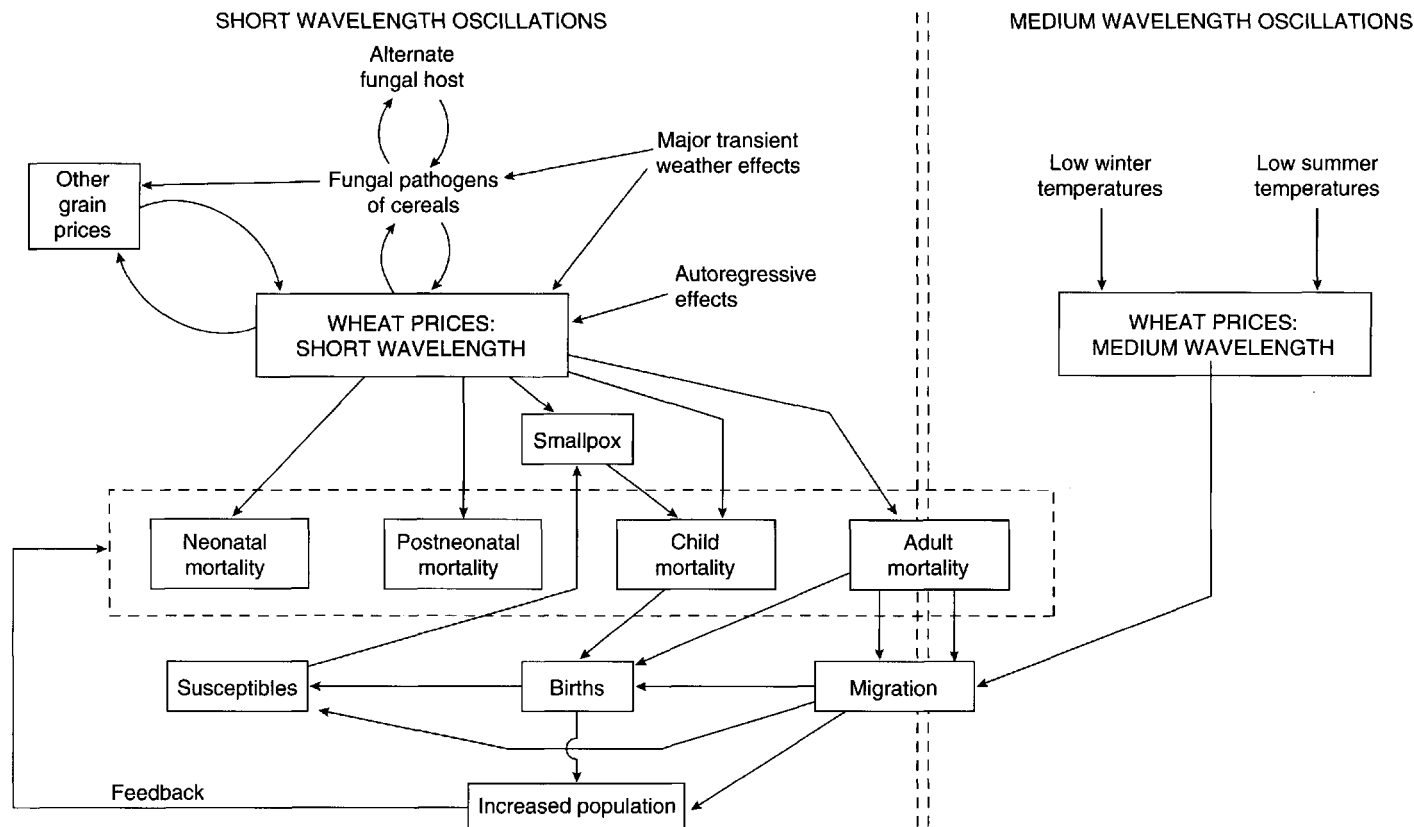 SHORT WAVELENGTH OSCILLATIONS
MEDIUM WAVELENGTH OSCILLATIONS
Alternate
fungal host
Major transient
weather effects
Other
grain
prices
Fungal pathogens
of cereals
Low winter
temperatures
Low summer
temperatures
Autoregressive
effects
WHEAT PRICES:
SHORT WAVELENGTH
WHEAT PRICES:
MEDIUM WAVELENGTH
Smallpox
Neonatal
mortality
Postneonatal
mortality
Child
mortality
Adult
mortality
Susceptibles
Births
Migration
Feedback
Increased population